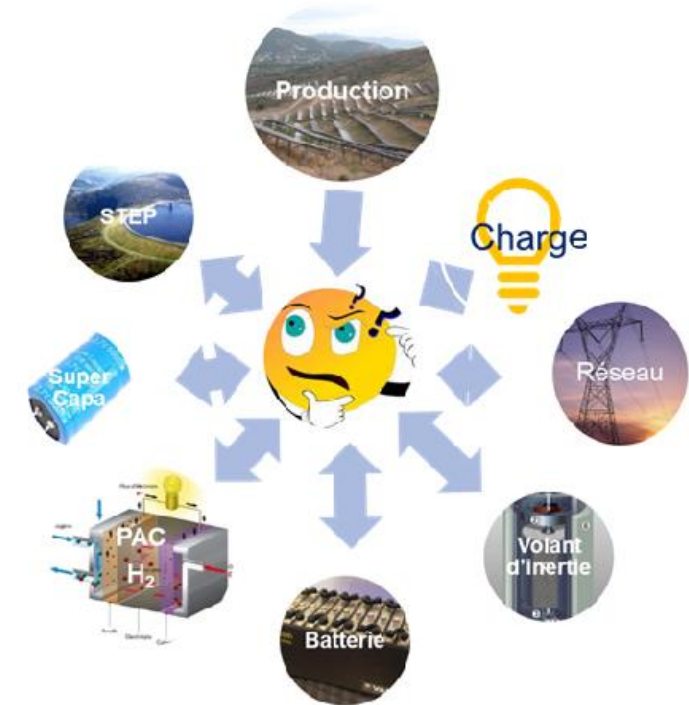 Production
STEP
Charge
Super
Capa
Réseau
PAC
H₂
Volant
d'inertie
Batterie
? ?